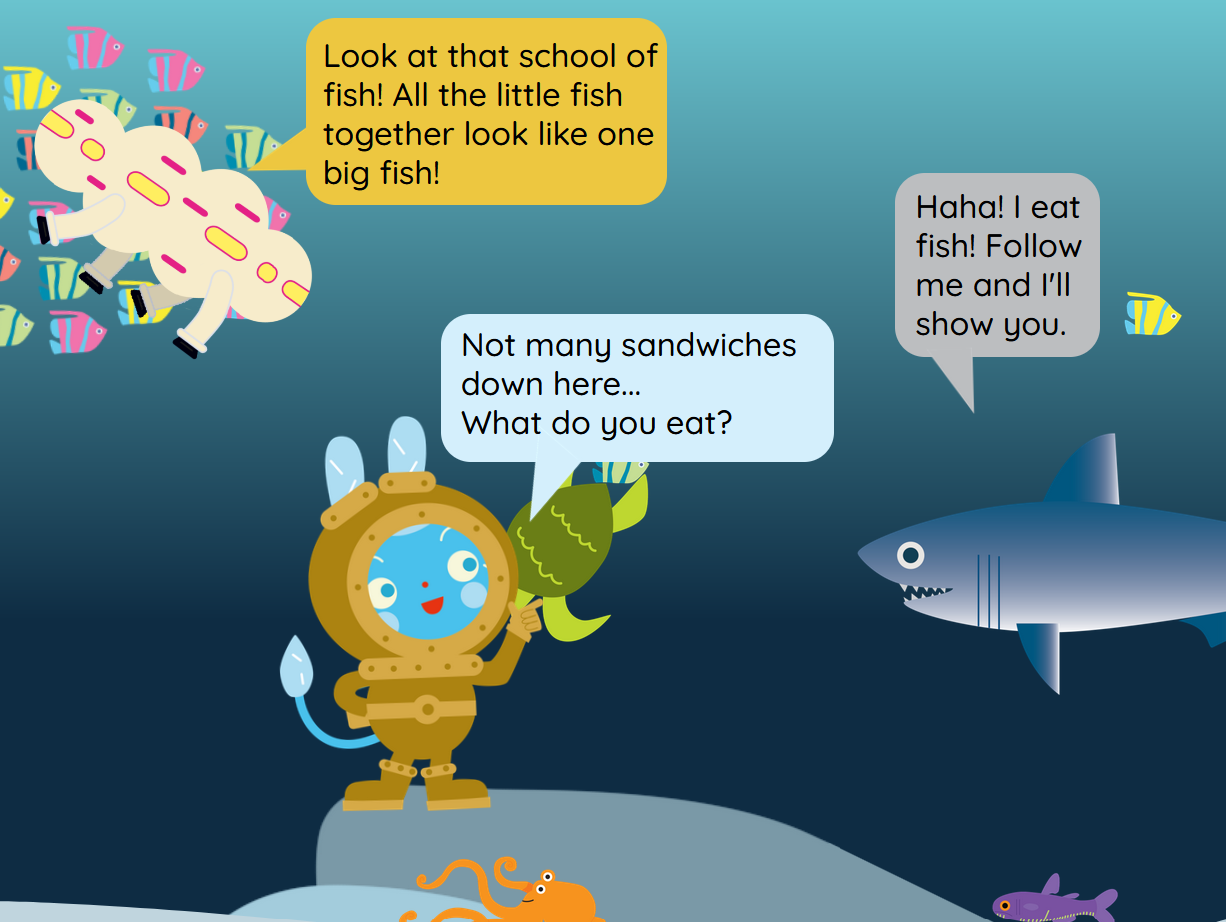 Look at that school of
fish! All the little fish
together look like one
big fish!
Haha! I eat
fish! Follow
me and I'll
show you.
Not many sandwiches
down here...
What do you eat?